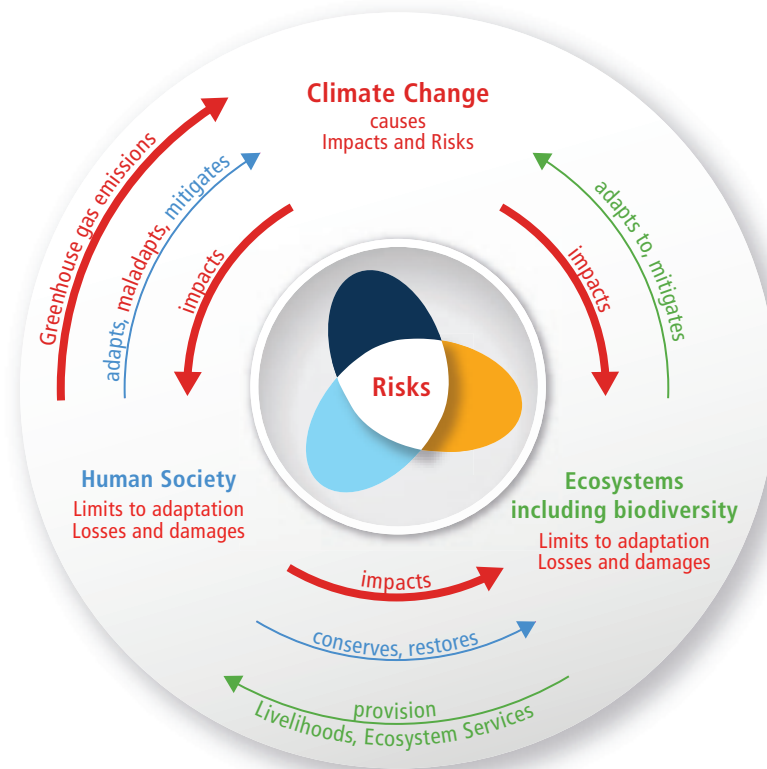 Climate Change
causes
Impacts and Risks
Greenhouse gas emissions
adapts, maladapts, mitigates
impacts
impacts
adapts to, mitigates
Risks
Human Society
Limits to adaptation
Losses and damages
Ecosystems
including biodiversity
Limits to adaptation
Losses and damages
impacts
conserves, restores
provision
Livelihoods, Ecosystem Services